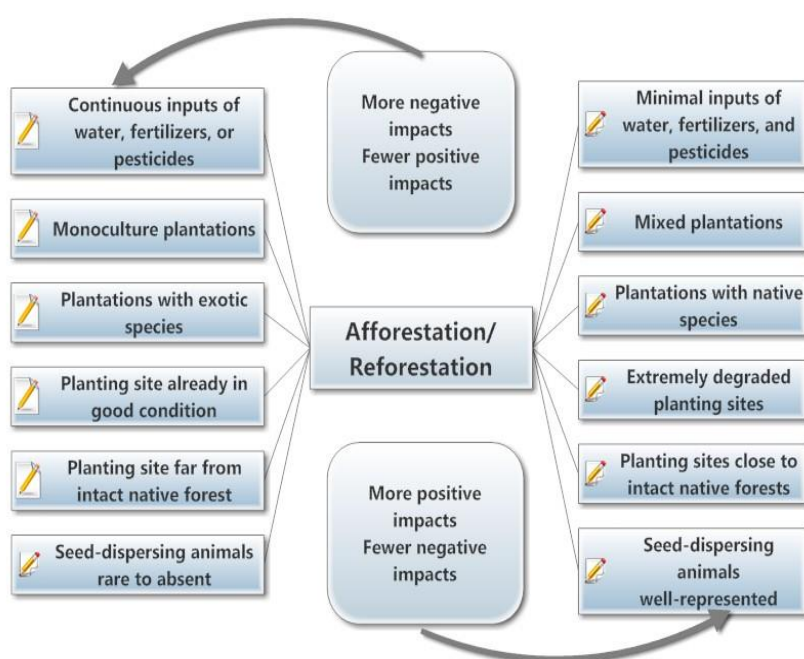 Continuous inputs of
water, fertilizers, or
pesticides
Monoculture plantations
Plantations with exotic
species
Planting site already in
good condition
Planting site far from
intact native forest
Seed-dispersing animals
rare to absent
More negative
impacts
Fewer positive
impacts
Afforestation/
Reforestation
More positive
impacts
Fewer negative
impacts
Minimal inputs of
water, fertilizers, and
pesticides
Mixed plantations
Plantations with native
species
Extremely degraded
planting sites
Planting sites close to
intact native forests
Seed-dispersing
animals
well-represented